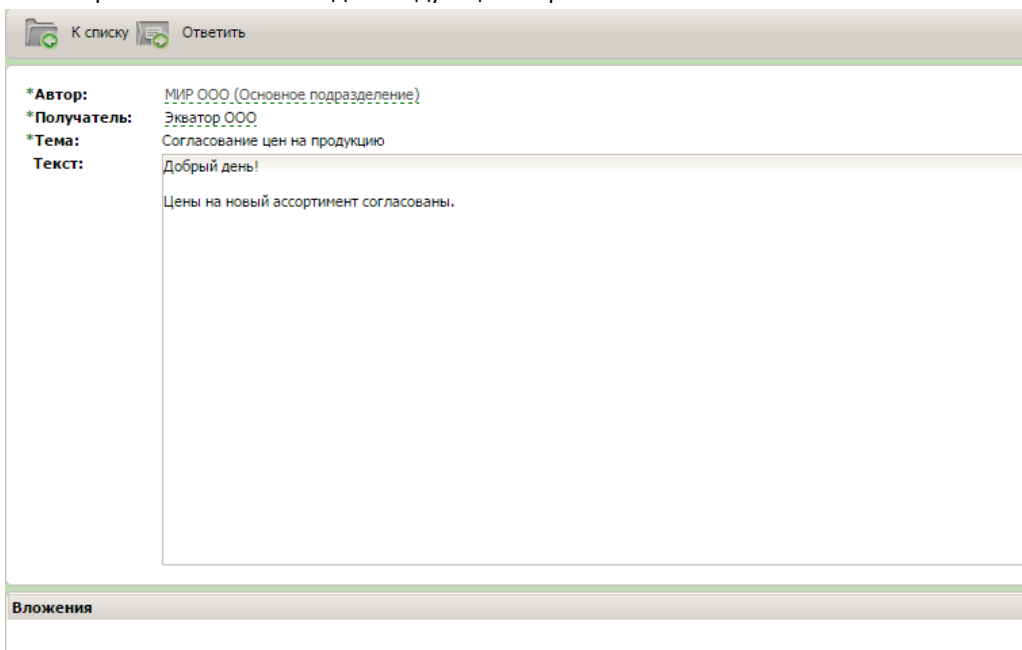 К списку Ответить
*Автор: МИР ООО (Основное подразделение)
*Получатель: Экватор ООО
*Тема: Согласование цен на продукцию
Текст: Добрый день!
Цены на новый ассортимент согласованы.
Вложения